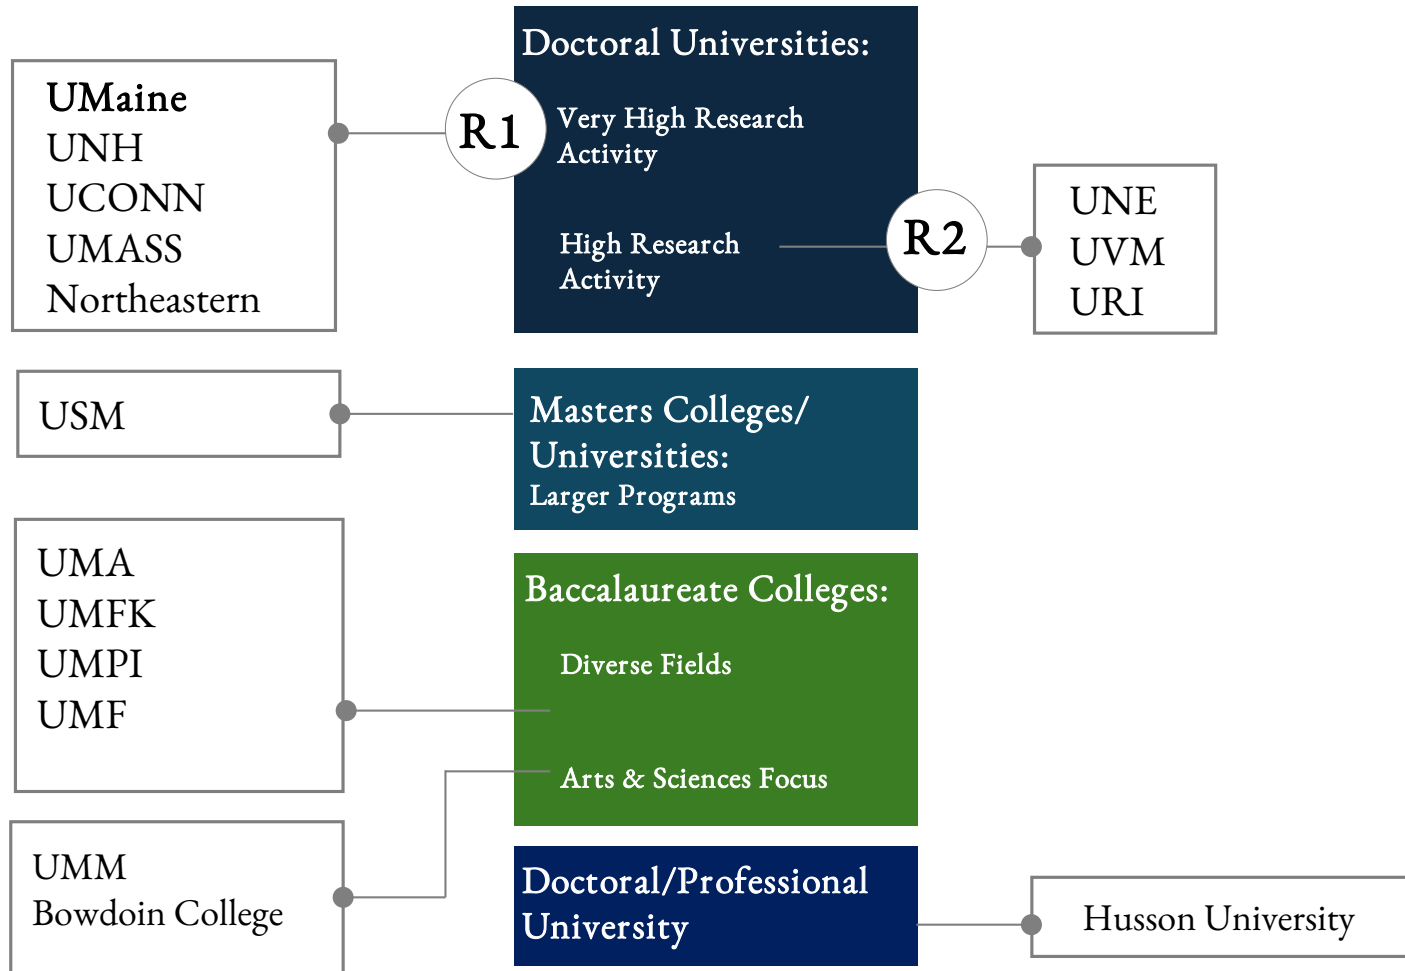 Doctoral Universities:
UMaine
UNH
UCONN
UMASS
Northeastern
R1
Very High Research
Activity
High Research
Activity
R2
UNE
UVM
URI
USM
Masters Colleges/
Universities:
Larger Programs
UMA
UMFK
UMPI
UMF
Baccalaureate Colleges:
Diverse Fields
Arts & Sciences Focus
UMM
Bowdoin College
Doctoral/Professional
University
Husson University